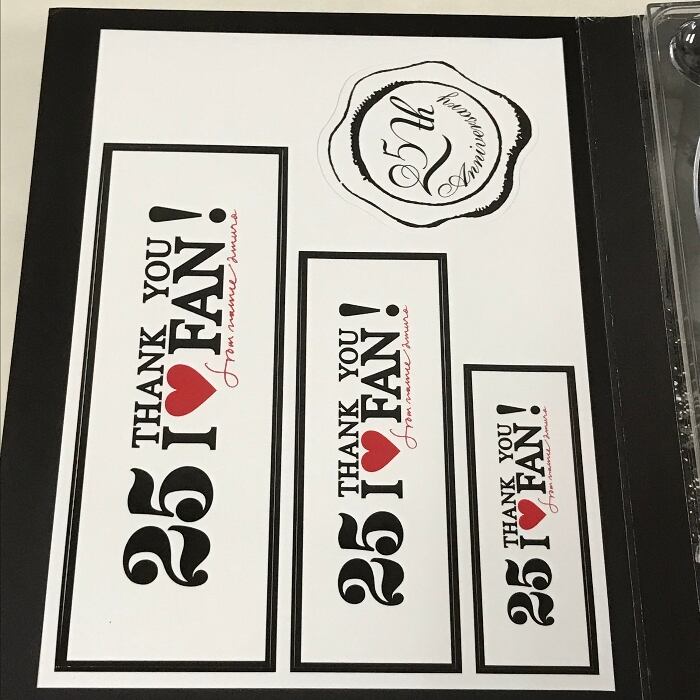 25th
Anniversary
25
THANK YOU
I ♥ FAN!
from namie amuro
25
THANK YOU
I ♥ FAN!
from namie amuro
25
THANK YOU
I ♥ FAN!
from namie amuro